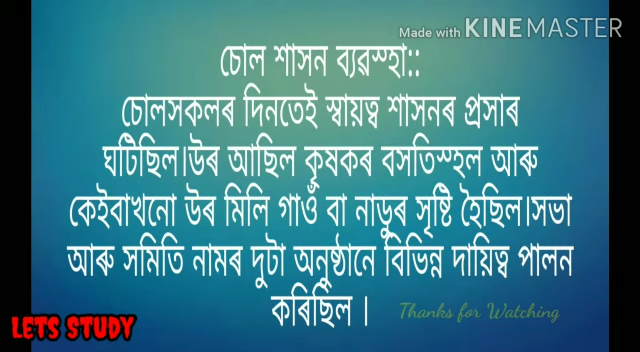 Made with KINEMASTER
চোল শাসন ব্যৱস্হা::
চোলসকলৰ দিনতেই স্বায়ত্ব শাসনৰ প্ৰসাৰ
ঘটিছিল।উৰ আছিল কৃষকৰ বসতিস্হল আৰু
কেইবাখনো উৰ মিলি গাওঁ বা নাড়ুৰ সৃষ্টি হৈছিল।সভা
আৰু সমিতি নামৰ দুটা অনুষ্ঠানে বিভিন্ন দায়িত্ব পালন
কৰিছিল ।
Thanks for Watching
LETS STUDY